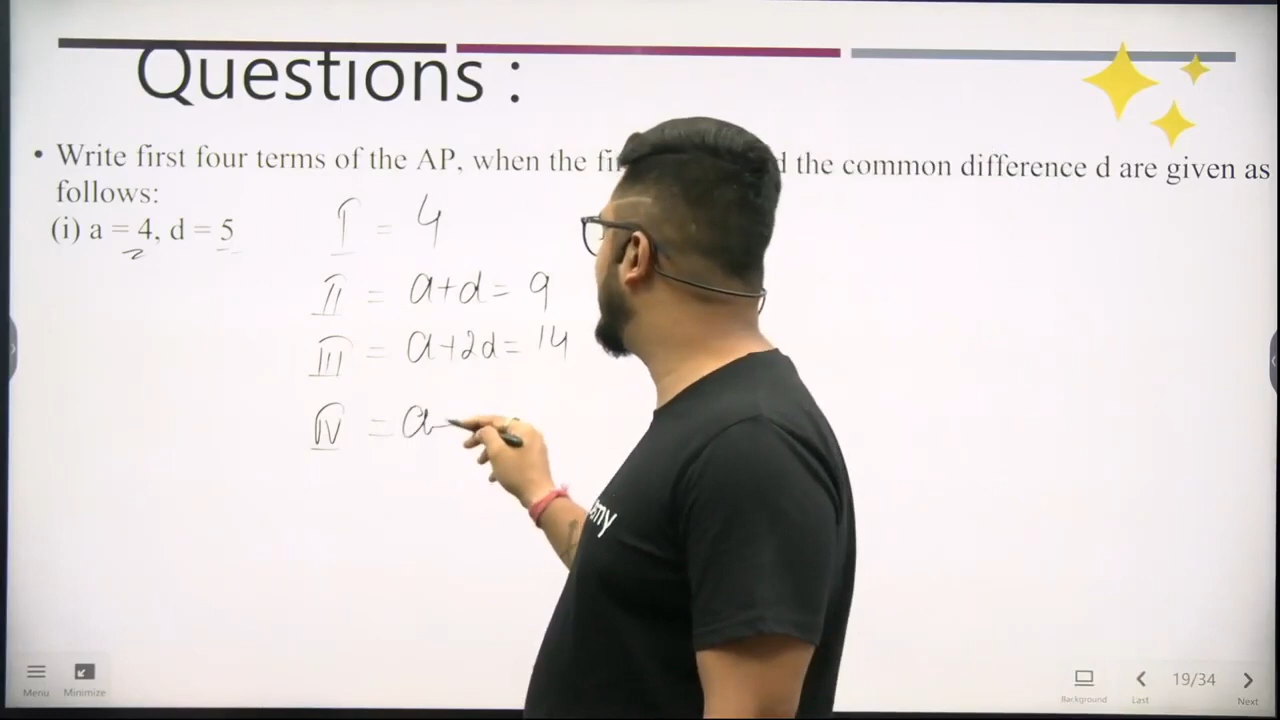 Questions :
• Write first four terms of the AP, when the the common difference d are given as
follows:
(i) a = 4, d = 5
I = 4
II = a+d = 9
III = a+2d = 14
IV = a
my
Menu
Minimize
Background
Last
19/34
Next